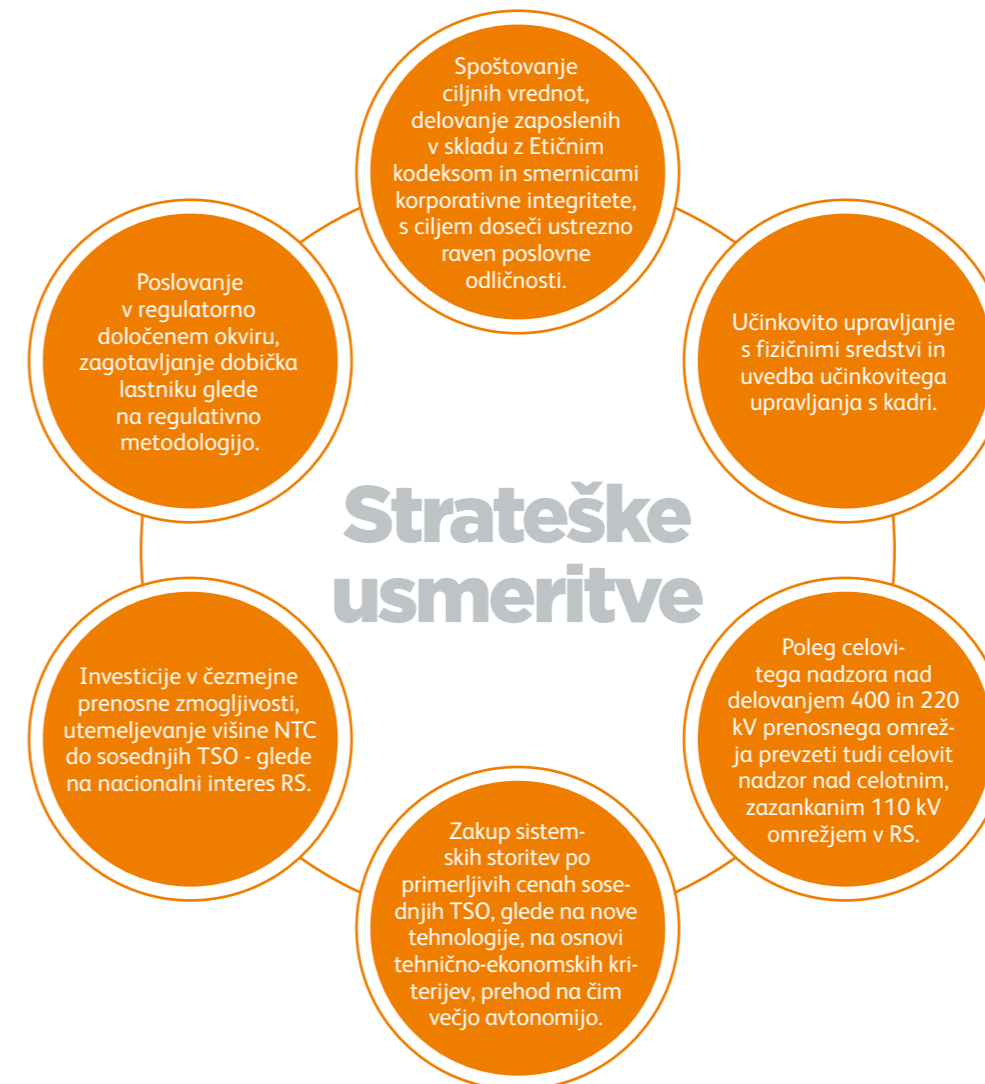 Spoštovanje
ciljnih vrednot,
delovanje zaposlenih
v skladu z Etičnim
kodeksom in smernicami
korporativne integritete,
s ciljem doseči ustrezno
raven poslovne
odličnosti.
Poslovanje
v regulatorno
določenem okviru,
zagotavljanje dobička
lastniku glede
na regulativno
metodologijo.
Učinkovito upravljanje
s fizičnimi sredstvi in
uvedba učinkovitega
upravljanja s kadri.
Strateške
usmeritve
Investicije v čezmejne
prenosne zmogljivosti,
utemeljevanje višine NTC
do sosednjih TSO - glede
na nacionalni interes RS.
Poleg celovi-
tega nadzora nad
delovanjem 400 in 220
kV prenosnega omrež-
ja prevzeti tudi celovit
nadzor nad celotnim,
zazankanim 110 kV
omrežjem v RS.
Zakup sistem-
skih storitev po
primerljivih cenah sose-
dnjih TSO, glede na nove
tehnologije, na osnovi
tehnično-ekonomskih kri-
terijev, prehod na čim
večjo avtonomijo.